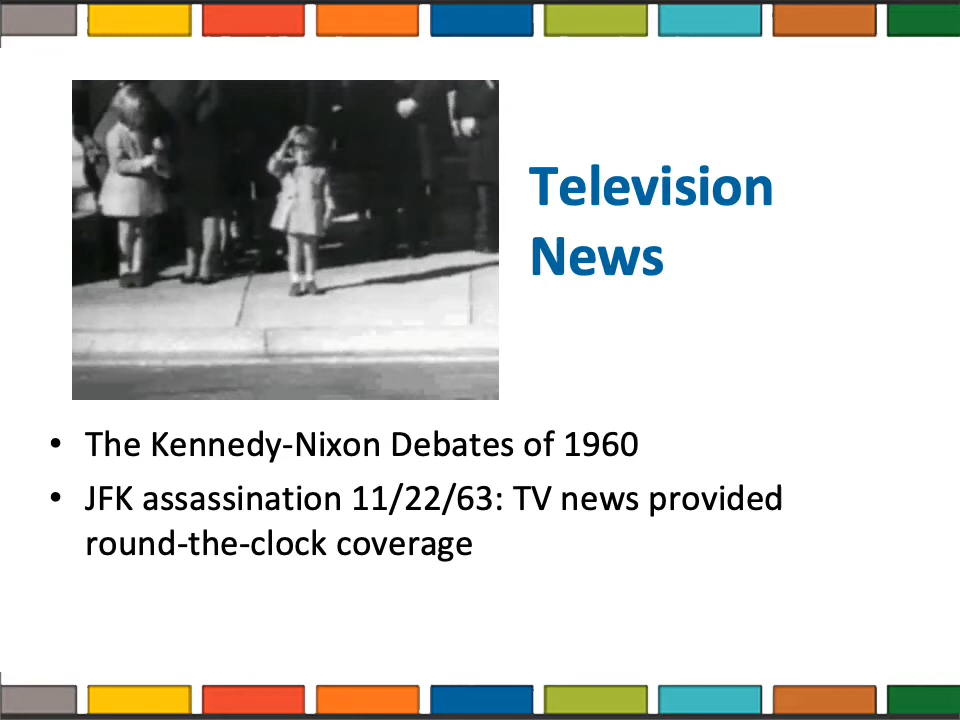 Television
News
• The Kennedy-Nixon Debates of 1960
• JFK assassination 11/22/63: TV news provided
round-the-clock coverage